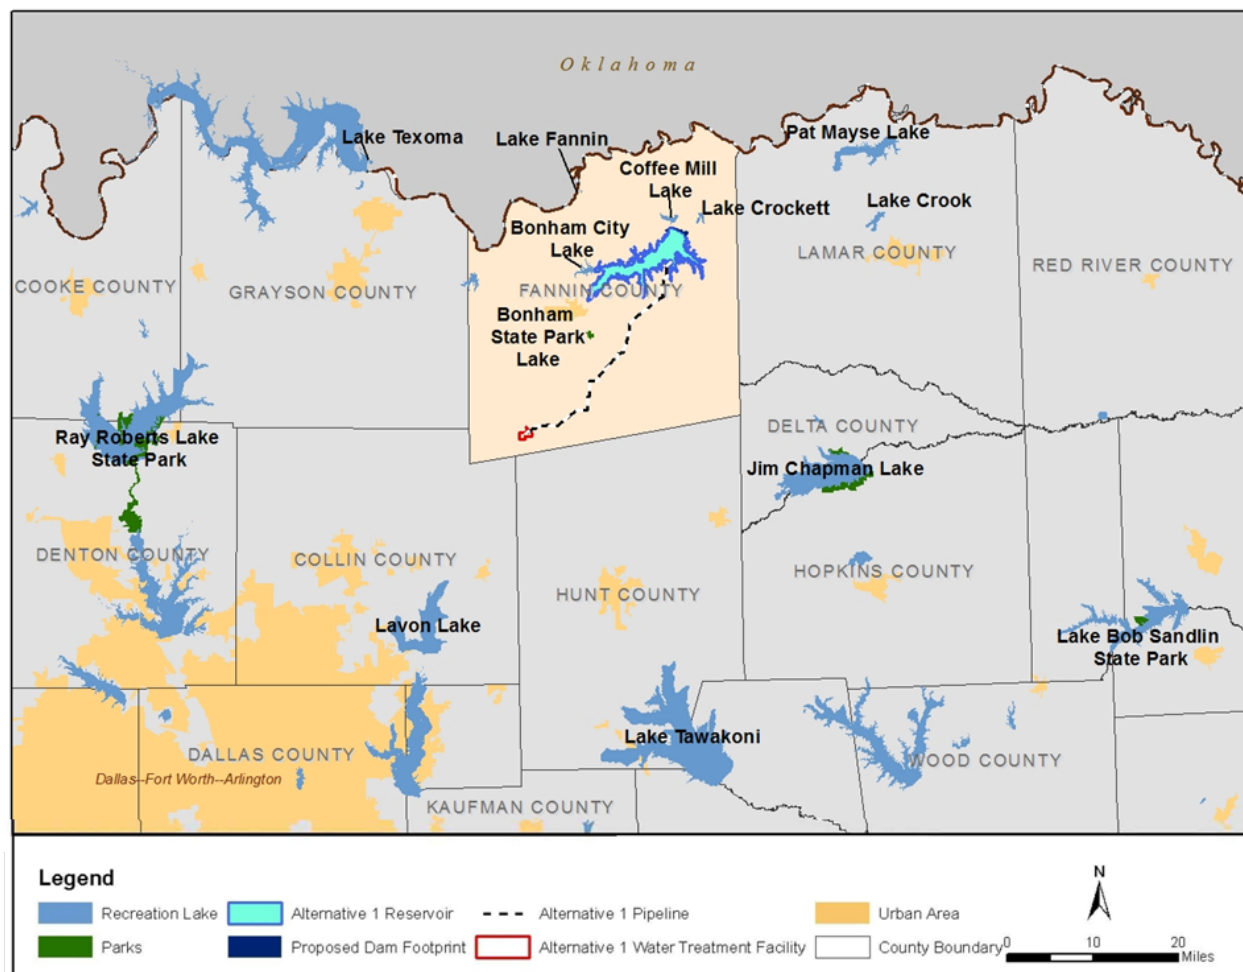 Oklahoma
Lake Texoma
Lake Fannin
Pat Mayse Lake
Coffee Mill
Lake
Lake Crockett
Lake Crook
Bonham City
Lake
LAMAR COUNTY
RED RIVER COUNTY
COOKE COUNTY
GRAYSON COUNTY
FANNIN COUNTY
Bonham
State Park
Lake
DELTA COUNTY
Ray Roberts Lake
State Park
Jim Chapman Lake
DENTON COUNTY
COLLIN COUNTY
HOPKINS COUNTY
HUNT COUNTY
Lavon Lake
Lake Bob Sandlin
State Park
Lake Tawakoni
DALLAS COUNTY
WOOD COUNTY
Dallas--Fort Worth--Arlington
KAUFMAN COUNTY
Legend
Recreation Lake
Alternative 1 Reservoir
Alternative 1 Pipeline
Urban Area
Parks
Proposed Dam Footprint
Alternative 1 Water Treatment Facility
County Boundary
N
0 10 20
Miles